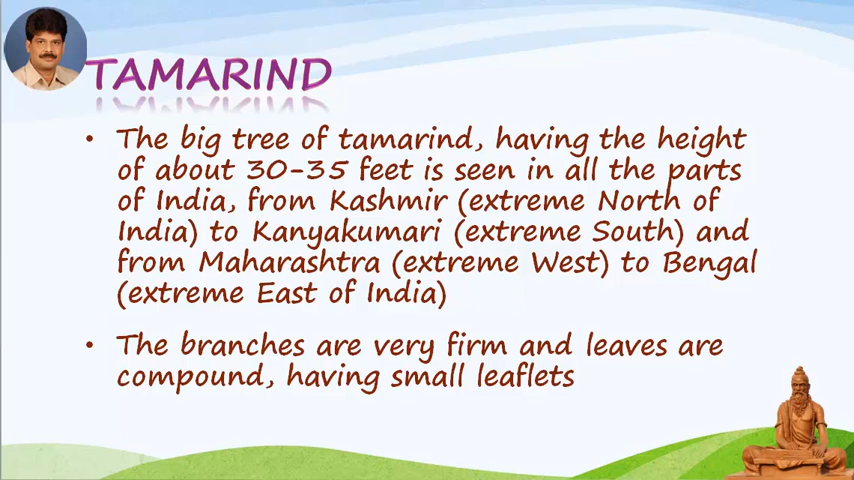 TAMARIND
• The big tree of tamarind, having the height
of about 30-35 feet is seen in all the parts
of India, from Kashmir (extreme North of
India) to Kanyakumari (extreme South) and
from Maharashtra (extreme West) to Bengal
(extreme East of India)
• The branches are very firm and leaves are
compound, having small leaflets